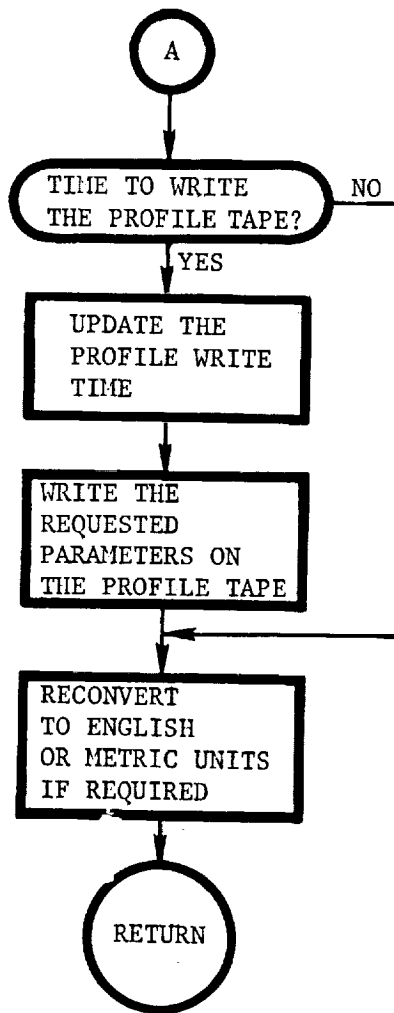 A
TIME TO WRITE
THE PROFILE TAPE?
NO
YES
UPDATE THE
PROFILE WRITE
TIME
WRITE THE
REQUESTED
PARAMETERS ON
THE PROFILE TAPE
RECONVERT
TO ENGLISH
OR METRIC UNITS
IF REQUIRED
RETURN